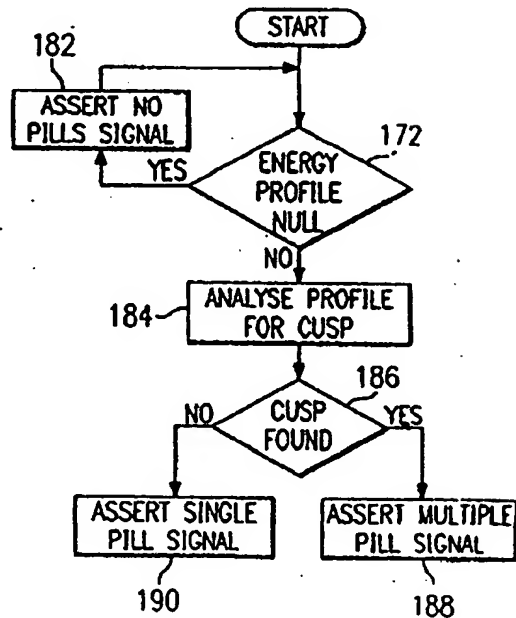 START
182
ASSERT NO
PILLS SIGNAL
172
YES
ENERGY
PROFILE
NULL
NO
184
ANALYSE PROFILE
FOR CUSP
186
NO
CUSP
FOUND
YES
ASSERT SINGLE
PILL SIGNAL
190
ASSERT MULTIPLE
PILL SIGNAL
188